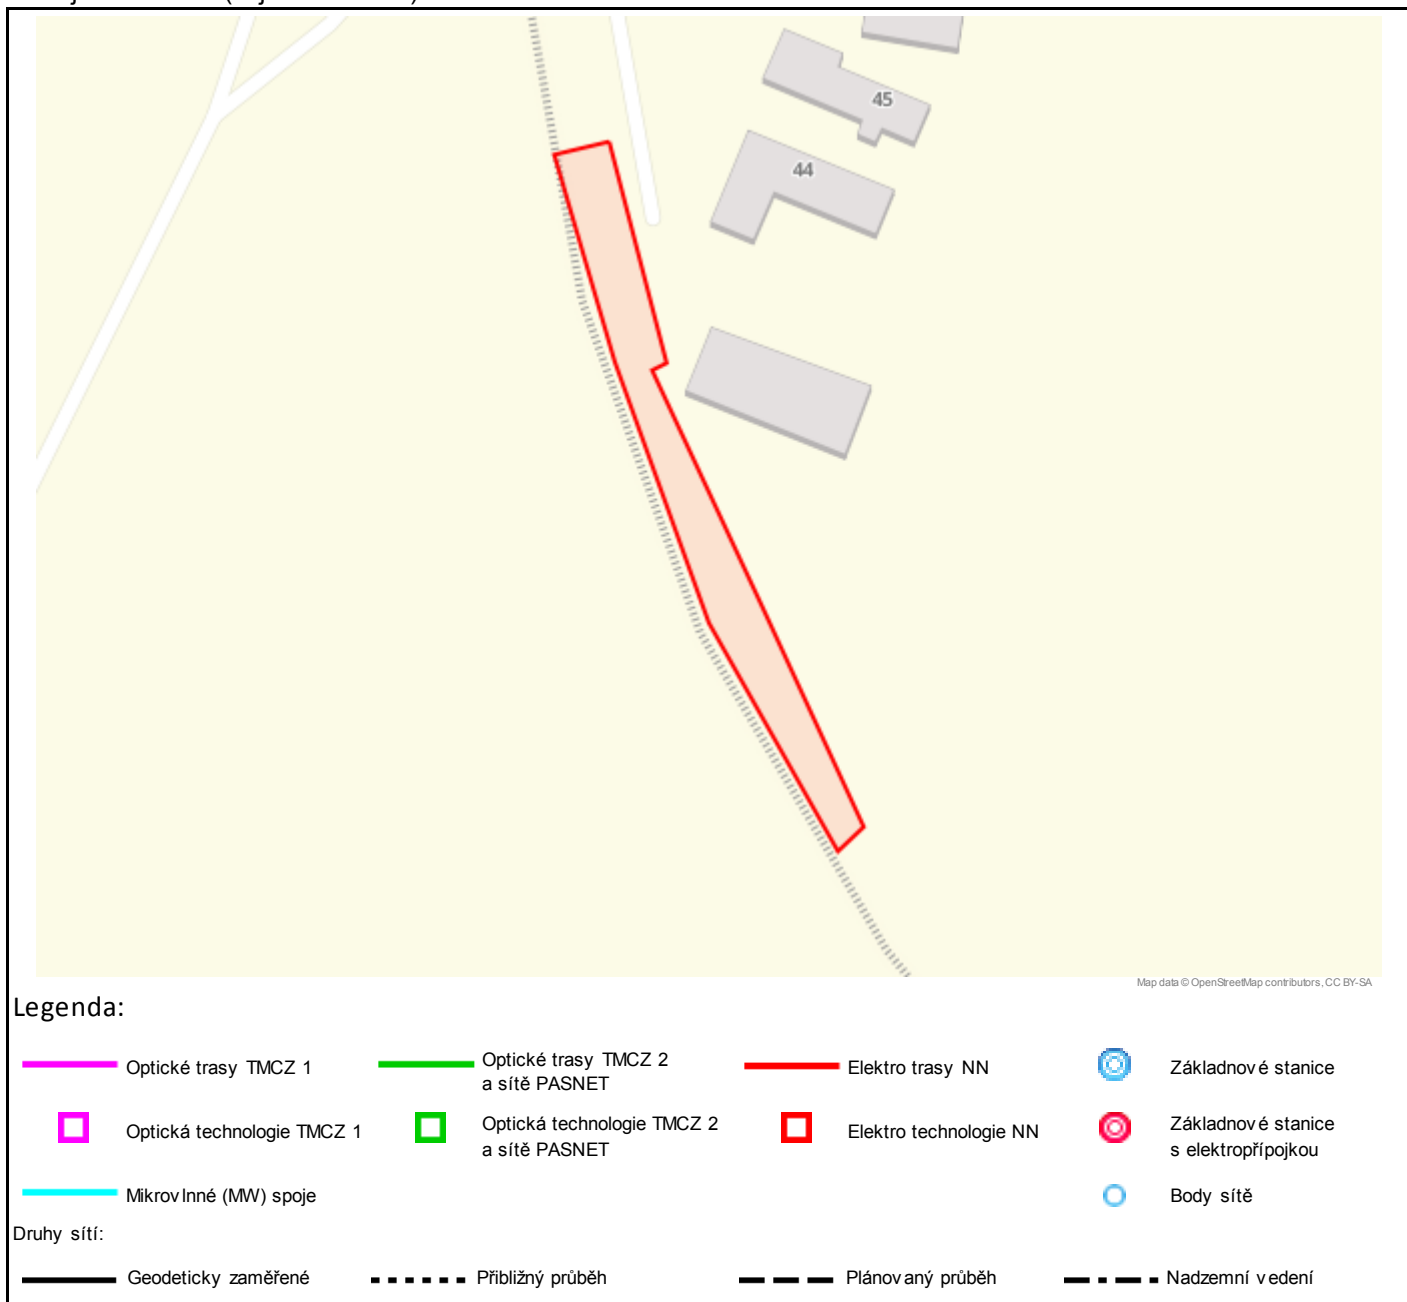 45
44
Map data © OpenStreetMap contributors, CC BY-SA
Legenda:
Optické trasy TMCZ 1
Optické trasy TMCZ 2
a sítě PASNET
Elektro trasy NN
Základnové stanice
Optická technologie TMCZ 1
Optická technologie TMCZ 2
a sítě PASNET
Elektro technologie NN
Základnové stanice
s elektropřípojkou
Mikrovlnné (MW) spoje
Body sítě
Druhy sítí:
Geodeticky zaměřené
Přibližný průběh
Plánovaný průběh
Nadzemní vedení